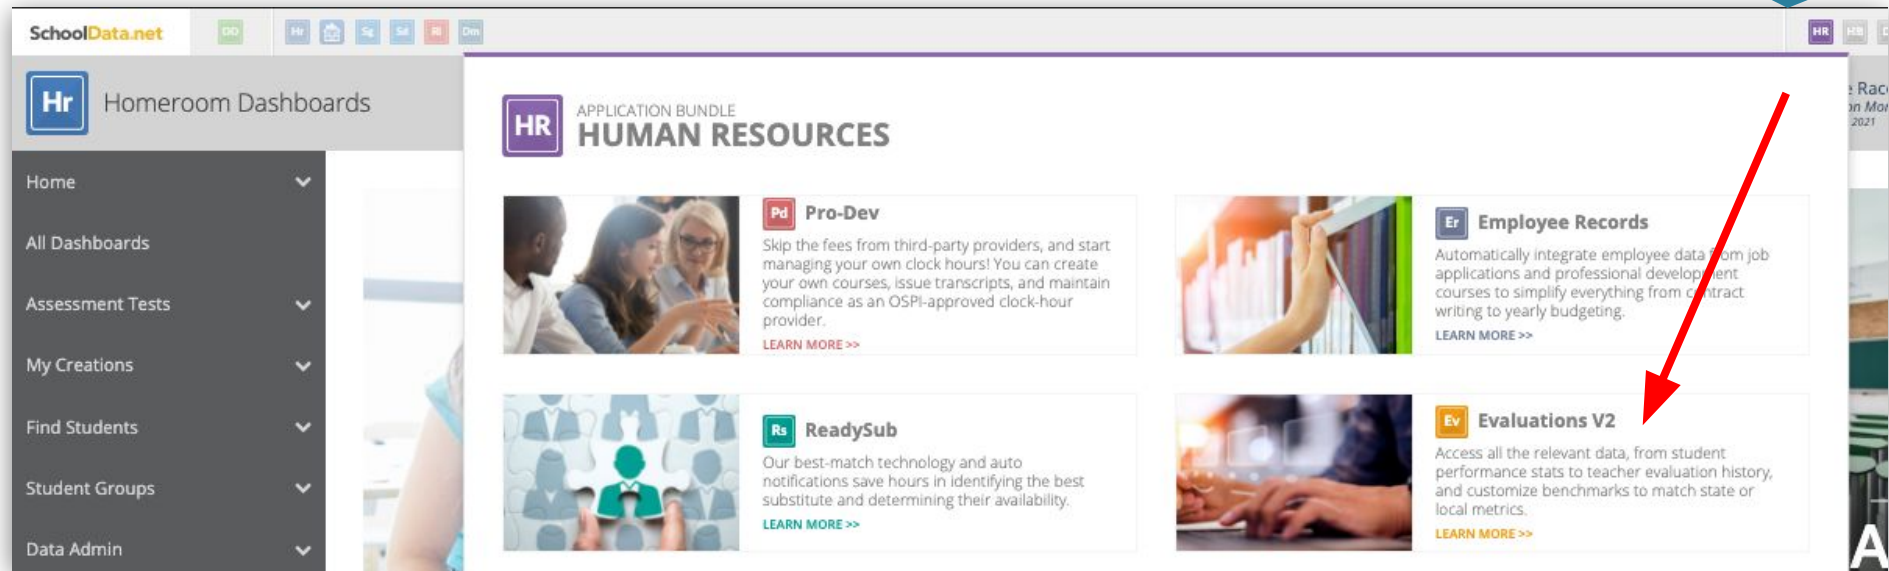 SchoolData.net
DD
Hr
Sg
Sd
RI
Dm
HR
HB
Hr
Homeroom Dashboards
Home
All Dashboards
Assessment Tests
My Creations
Find Students
Student Groups
Data Admin
HR
APPLICATION BUNDLE
HUMAN RESOURCES
Pd Pro-Dev
Skip the fees from third-party providers, and start
managing your own clock hours! You can create
your own courses, issue transcripts, and maintain
compliance as an OSPI-approved clock-hour
provider.
LEARN MORE >>
Er Employee Records
Automatically integrate employee data from job
applications and professional development
courses to simplify everything from contract
writing to yearly budgeting.
LEARN MORE >>
Rs ReadySub
Our best-match technology and auto
notifications save hours in identifying the best
substitute and determining their availability.
LEARN MORE >>
Ev Evaluations V2
Access all the relevant data, from student
performance stats to teacher evaluation history,
and customize benchmarks to match state or
local metrics.
LEARN MORE >>
2021
A